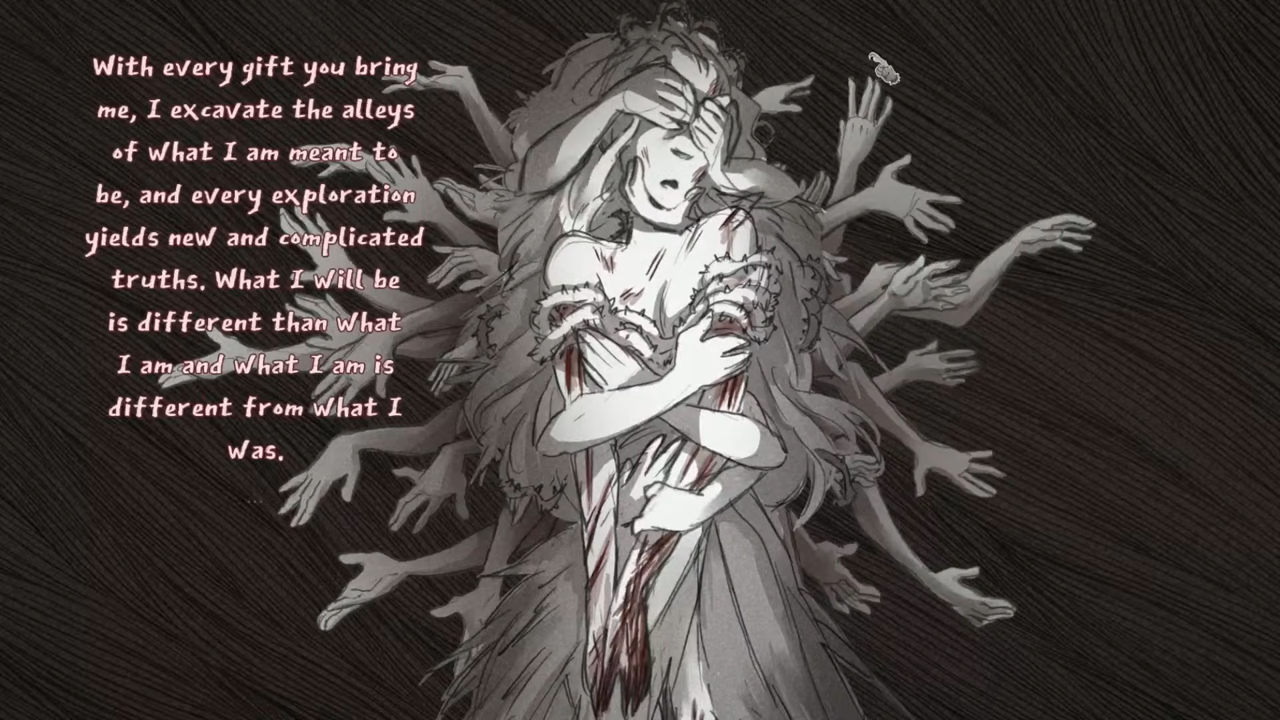 With every gift you bring
me, I excavate the alleys
of what I am meant to
be, and every exploration
yields new and complicated
truths. What I will be
is different than what
I am and what I am is
different from what I
was.
...